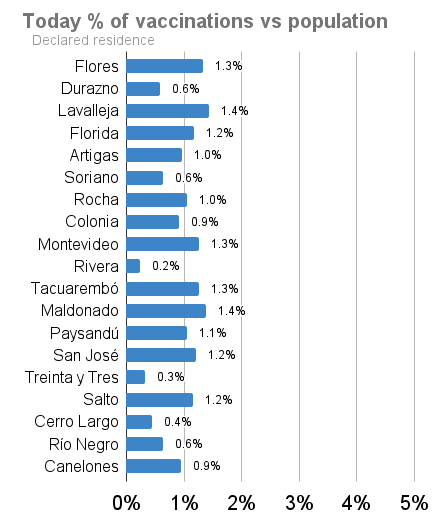 Today % of vaccinations vs population
Declared residence
Flores 1.3%
Durazno 0.6%
Lavalleja 1.4%
Florida 1.2%
Artigas 1.0%
Soriano 0.6%
Rocha 1.0%
Colonia 0.9%
Montevideo 1.3%
Rivera 0.2%
Tacuarembó 1.3%
Maldonado 1.4%
Paysandú 1.1%
San José 1.2%
Treinta y Tres 0.3%
Salto 1.2%
Cerro Largo 0.4%
Río Negro 0.6%
Canelones 0.9%
0% 1% 2% 3% 4% 5%